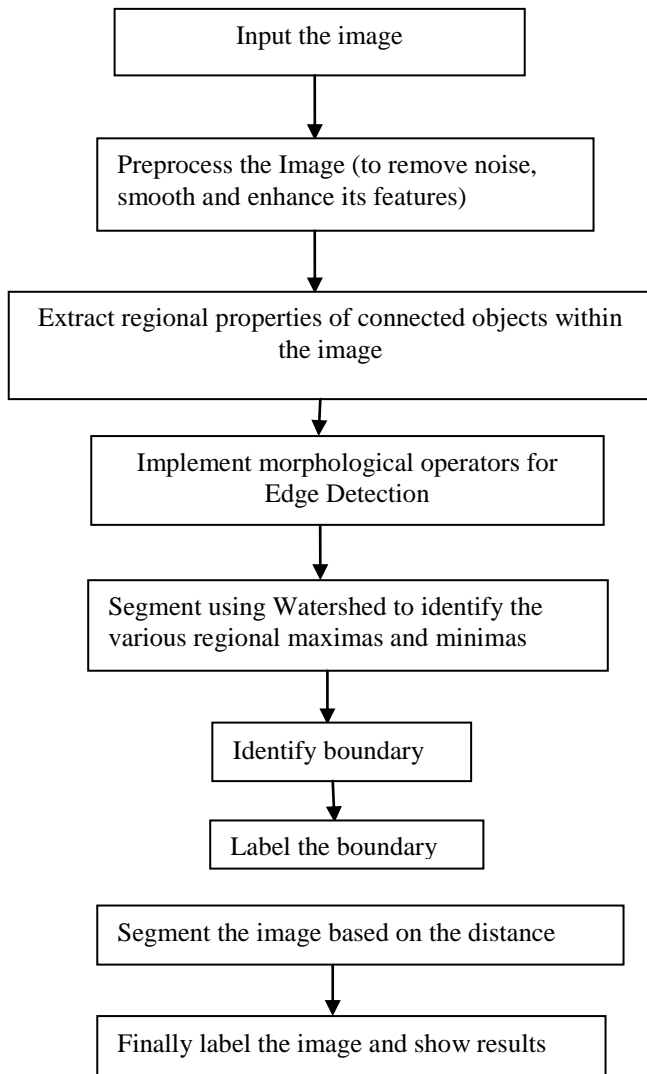 Input the image
Preprocess the Image (to remove noise,
smooth and enhance its features)
Extract regional properties of connected objects within
the image
Implement morphological operators for
Edge Detection
Segment using Watershed to identify the
various regional maximas and minimas
Identify boundary
Label the boundary
Segment the image based on the distance
Finally label the image and show results